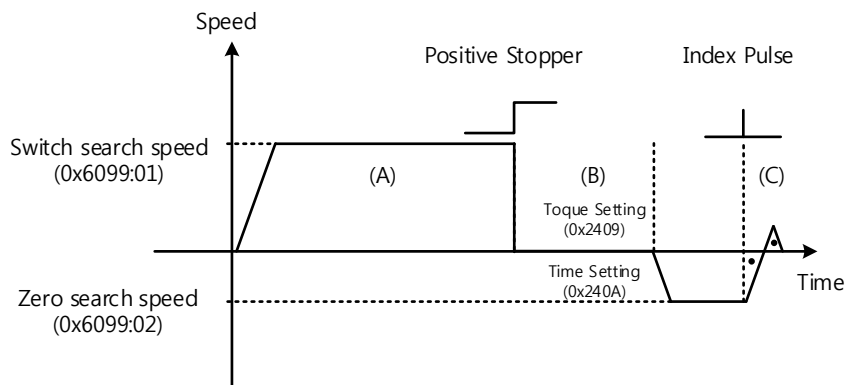 Speed
Positive Stopper
Index Pulse
Switch search speed
(0x6099:01)
(A)
(B)
(C)
Toque Setting
(0x2409)
Time Setting
(0x240A)
Time
Zero search speed
(0x6099:02)